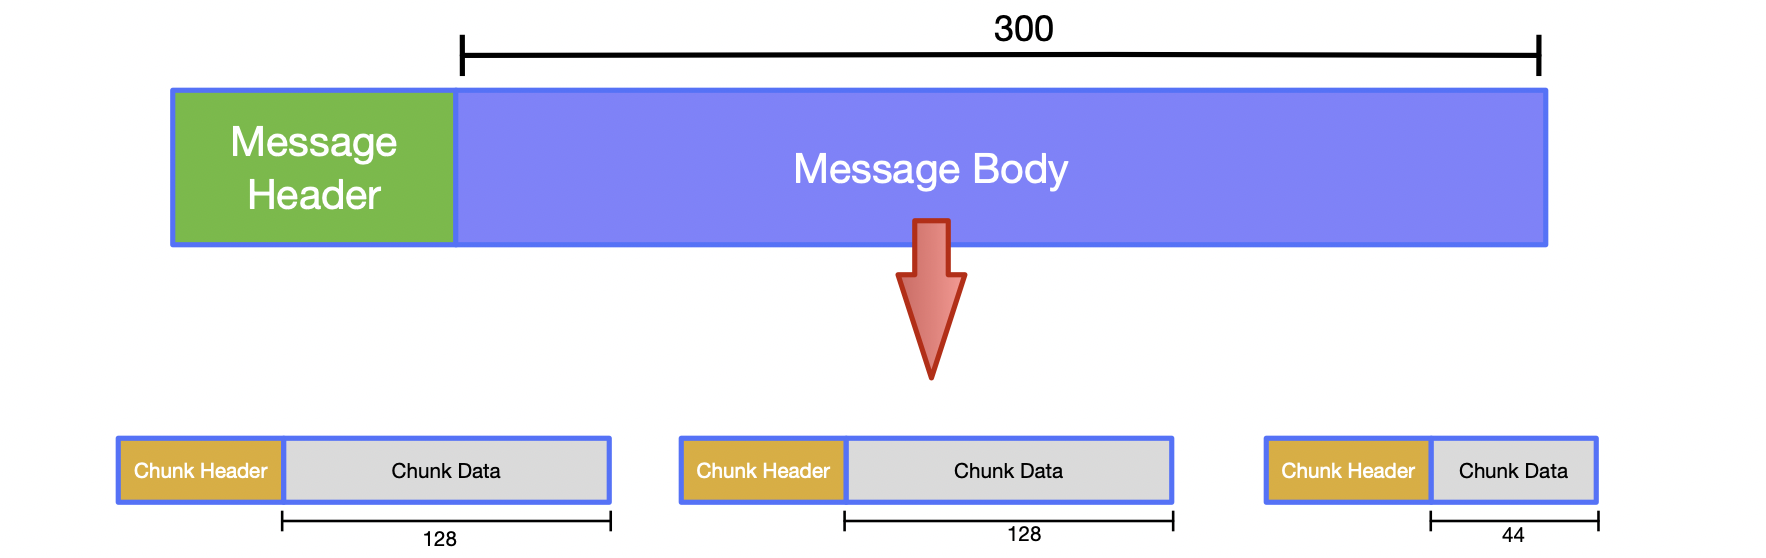 300
Message
Header
Message Body
Chunk Header
Chunk Data
Chunk Header
Chunk Data
Chunk Header
Chunk Data
128
128
44